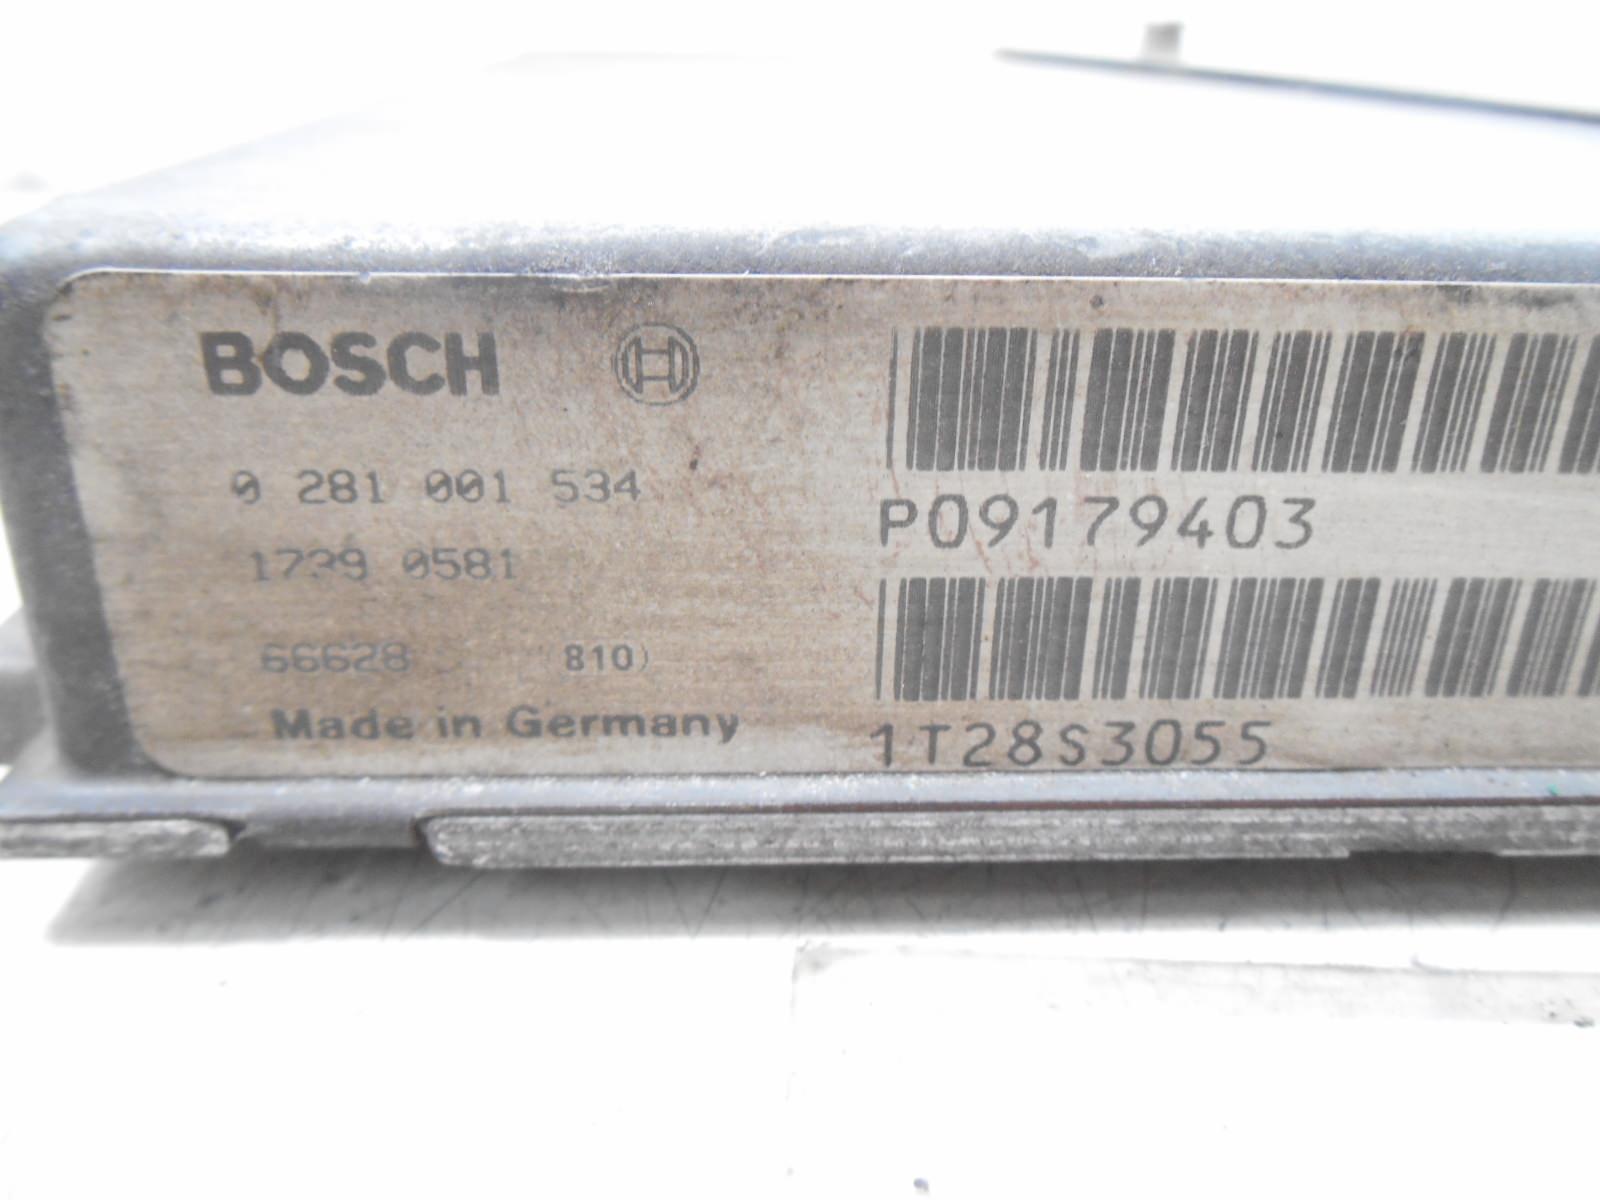 BOSCH
0 281 001 534
1739 0581
66628 (810)
Made in Germany
P09179403
1T28S3055